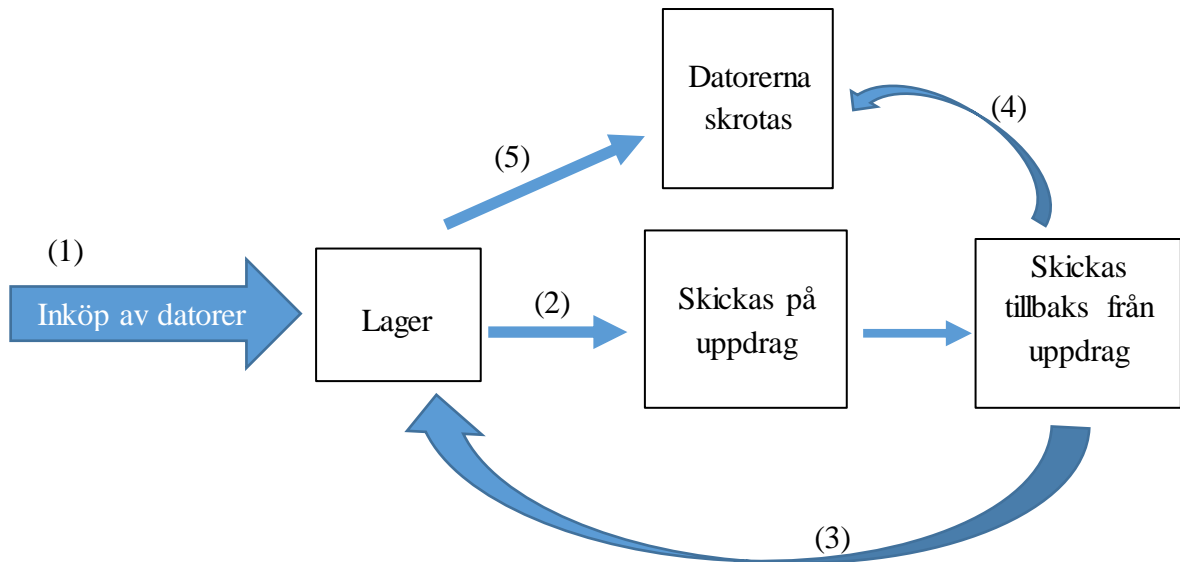 Datorerna
skrotas
(4)
(5)
(1)
Inköp av datorer
Lager
(2)
Skickas på
uppdrag
Skickas
tillbaks från
uppdrag
(3)